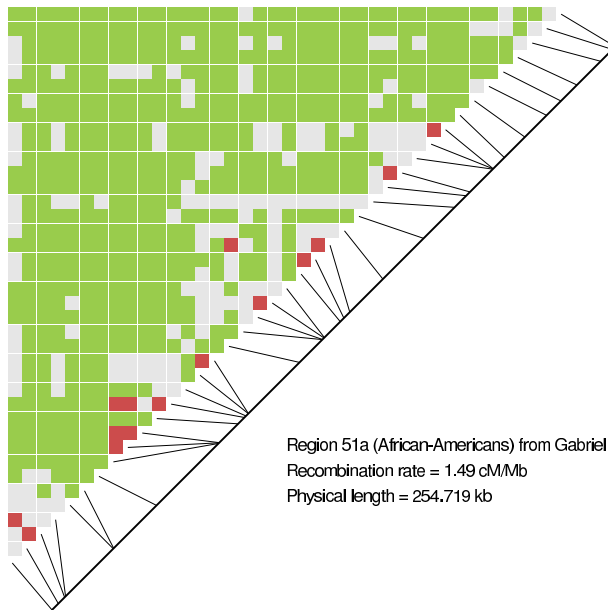 Region 51a (African-Americans) from Gabriel
Recombination rate = 1.49 cM/Mb
Physical length = 254.719 kb